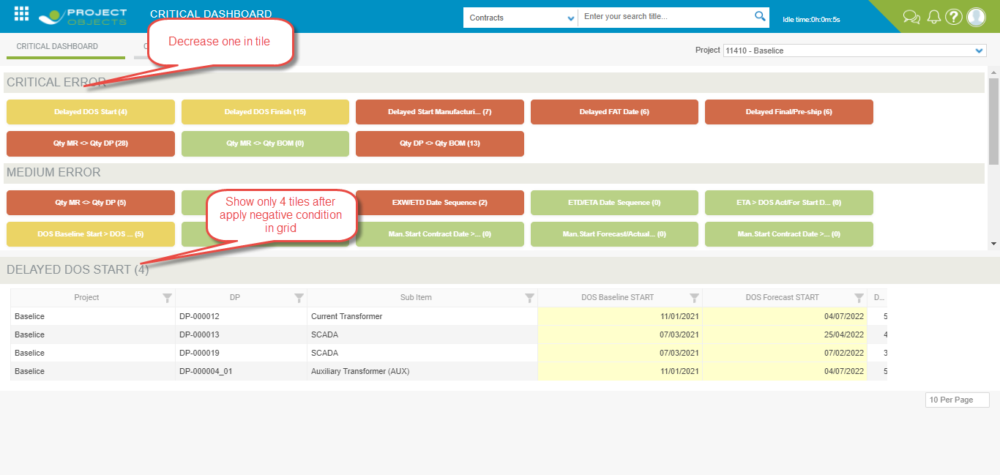 PROJECT
OBJECTS
CRITICAL DASHBOARD
Contracts
Enter your search title...
Idle time:0h:0m:5s
?
CRITICAL DASHBOARD
Decrease one in tile
Project
11410 - Baselice
CRITICAL ERROR
Delayed DOS Start (4)
Delayed DOS Finish (15)
Delayed Start Manufacturi... (7)
Delayed FAT Date (6)
Delayed Final/Pre-ship (6)
Qty MR <> Qty DP (28)
Qty MR <> Qty BOM (0)
Qty DP <> Qty BOM (13)
MEDIUM ERROR
Qty MR <> Qty DP (5)
EXW/ETD Date Sequence (2)
ETD/ETA Date Sequence (0)
ETA > DOS Act/For Start D... (0)
Show only 4 tiles after
apply negative condition
in grid
DOS Baseline Start > DOS ... (5)
Man.Start Contract Date >... (0)
Man.Start Forecast/Actual... (0)
Man.Start Contract Date >... (0)
DELAYED DOS START (4)
Project DP Sub Item DOS Baseline START DOS Forecast START D...
Baselice DP-000012 Current Transformer 11/01/2021 04/07/2022 5
Baselice DP-000013 SCADA 07/03/2021 25/04/2022 4
Baselice DP-000019 SCADA 07/03/2021 07/02/2022 3
Baselice DP-000004_01 Auxiliary Transformer (AUX) 11/01/2021 04/07/2022 5
10 Per Page